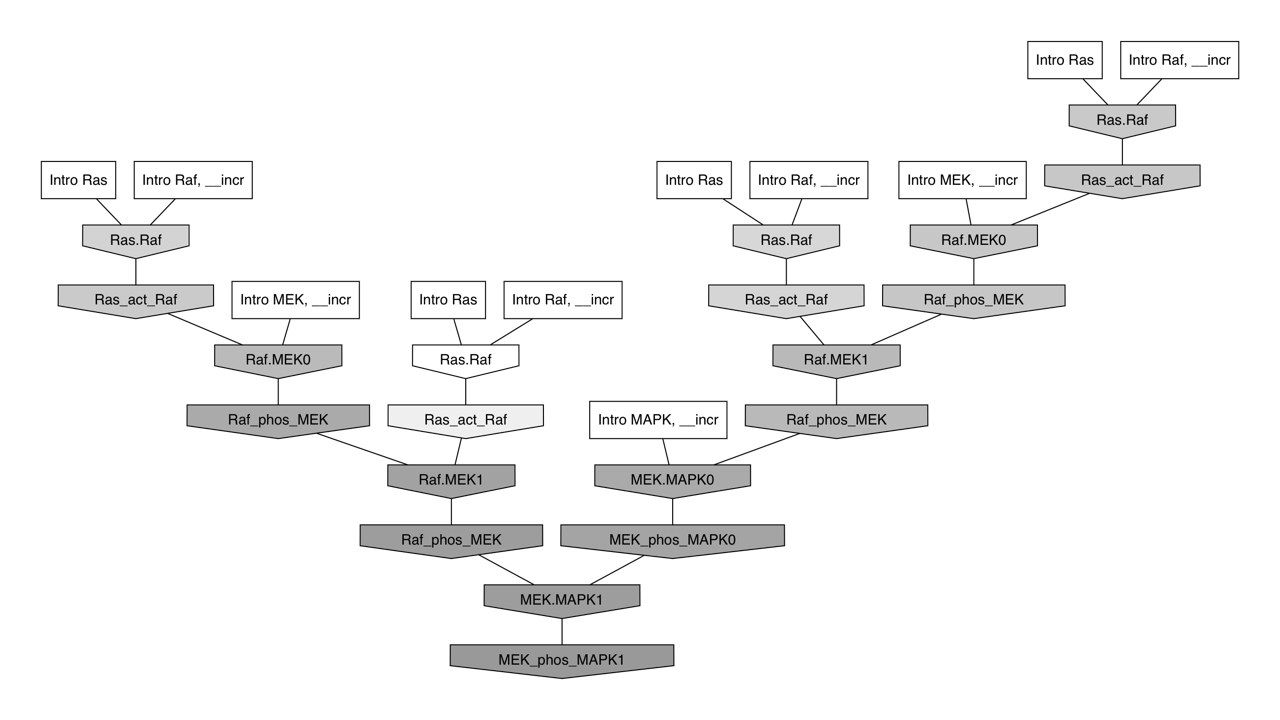 Intro Ras
Intro Raf, __incr
Ras.Raf
Intro Ras
Intro Raf, __incr
Intro Ras
Intro Raf, __incr
Intro MEK, __incr
Ras_act_Raf
Ras.Raf
Ras.Raf
Raf.MEK0
Ras_act_Raf
Intro MEK, __incr
Intro Ras
Intro Raf, __incr
Ras_act_Raf
Raf_phos_MEK
Raf.MEK0
Ras.Raf
Raf.MEK1
Raf_phos_MEK
Ras_act_Raf
Intro MAPK, __incr
Raf_phos_MEK
Raf.MEK1
MEK.MAPK0
Raf_phos_MEK
MEK_phos_MAPK0
MEK.MAPK1
MEK_phos_MAPK1